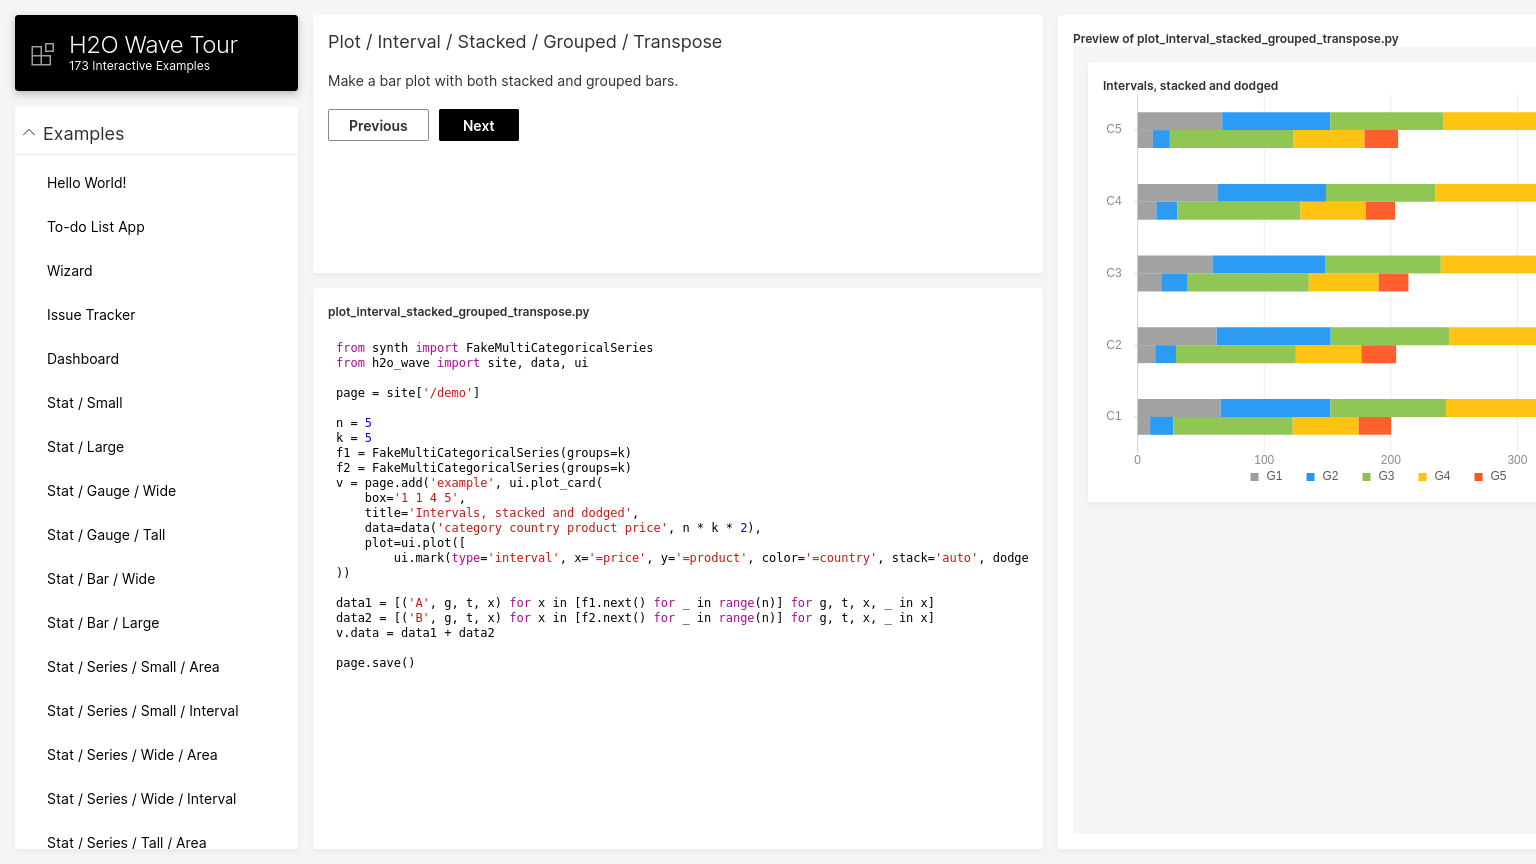 H2O Wave Tour
173 Interactive Examples
Examples
Hello World!
To-do List App
Wizard
Issue Tracker
Dashboard
Stat / Small
Stat / Large
Stat / Gauge / Wide
Stat / Gauge / Tall
Stat / Bar / Wide
Stat / Bar / Large
Stat / Series / Small / Area
Stat / Series / Small / Interval
Stat / Series / Wide / Area
Stat / Series / Wide / Interval
Stat / Series / Tall / Area
Plot / Interval / Stacked / Grouped / Transpose
Make a bar plot with both stacked and grouped bars.
Previous
Next
plot_interval_stacked_grouped_transpose.py
from synth import FakeMultiCategoricalSeries
from h2o_wave import site, data, ui
page = site['/demo']
n = 5
k = 5
f1 = FakeMultiCategoricalSeries(groups=k)
f2 = FakeMultiCategoricalSeries(groups=k)
v = page.add('example', ui.plot_card(
    box='1 1 4 5',
    title='Intervals, stacked and dodged',
    data=data('category country product price', n * k * 2),
    plot=ui.plot([
        ui.mark(type='interval', x='=price', y='=product', color='=country', stack='auto', dodge
))
data1 = [('A', g, t, x) for x in [f1.next() for _ in range(n)] for g, t, x, _ in x]
data2 = [('B', g, t, x) for x in [f2.next() for _ in range(n)] for g, t, x, _ in x]
v.data = data1 + data2
page.save()
Preview of plot_interval_stacked_grouped_transpose.py
Intervals, stacked and dodged
C5
C4
C3
C2
C1
0 100 200 300
G1 G2 G3 G4 G5